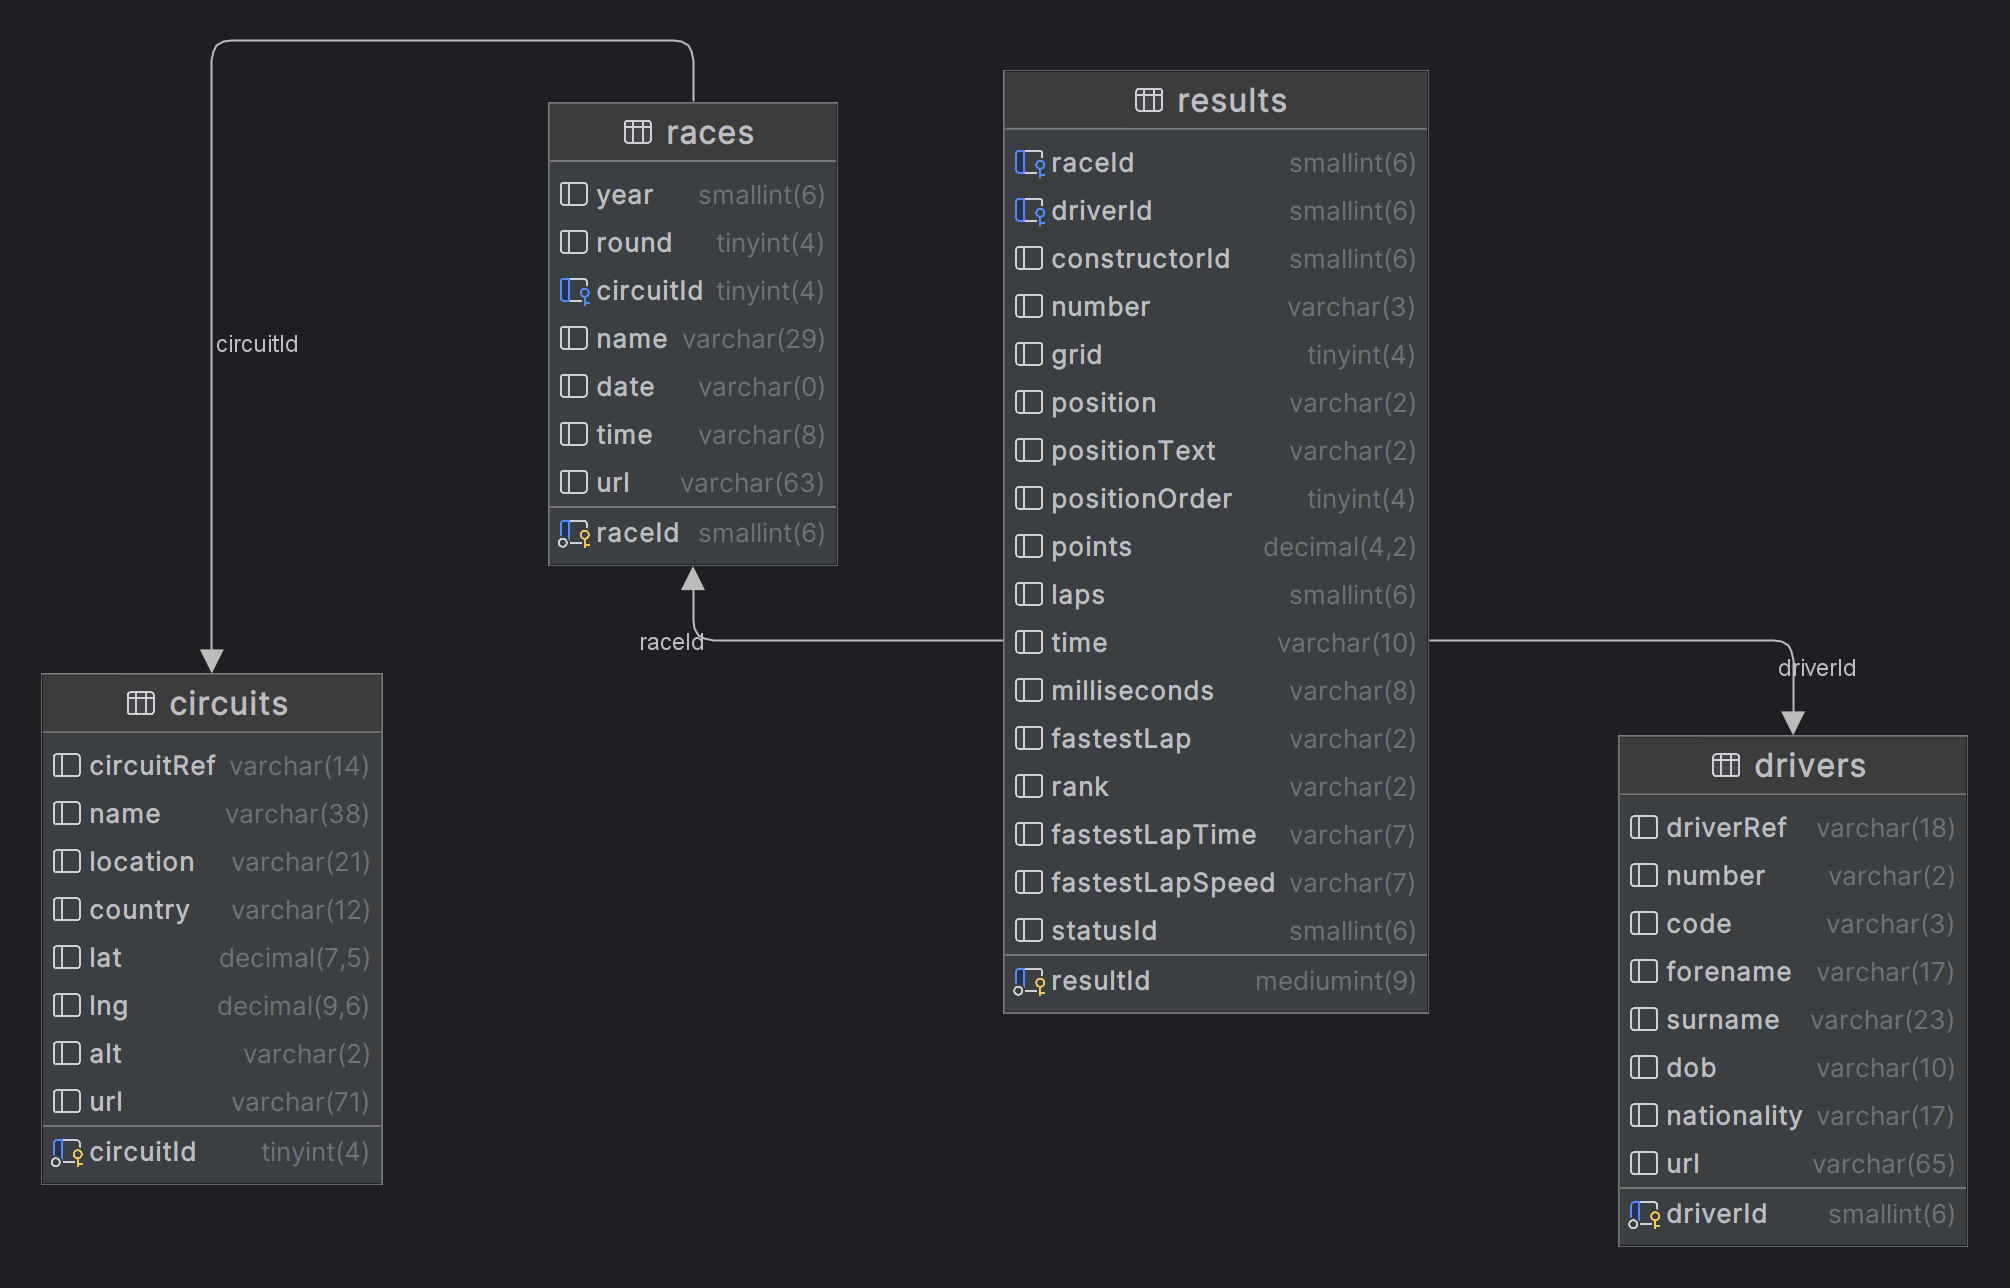 races
year smallint(6)
round tinyint(4)
circuitId tinyint(4)
name varchar(29)
date varchar(0)
time varchar(8)
url varchar(63)
raceId smallint(6)
results
raceId smallint(6)
driverId smallint(6)
constructorId smallint(6)
number varchar(3)
grid tinyint(4)
position varchar(2)
positionText varchar(2)
positionOrder tinyint(4)
points decimal(4,2)
laps smallint(6)
time varchar(10)
milliseconds varchar(8)
fastestLap varchar(2)
rank varchar(2)
fastestLapTime varchar(7)
fastestLapSpeed varchar(7)
statusId smallint(6)
resultId mediumint(9)
circuitId
raceId
driverId
circuits
circuitRef varchar(14)
name varchar(38)
location varchar(21)
country varchar(12)
lat decimal(7,5)
lng decimal(9,6)
alt varchar(2)
url varchar(71)
circuitId tinyint(4)
drivers
driverRef varchar(18)
number varchar(2)
code varchar(3)
forename varchar(17)
surname varchar(23)
dob varchar(10)
nationality varchar(17)
url varchar(65)
driverId smallint(6)